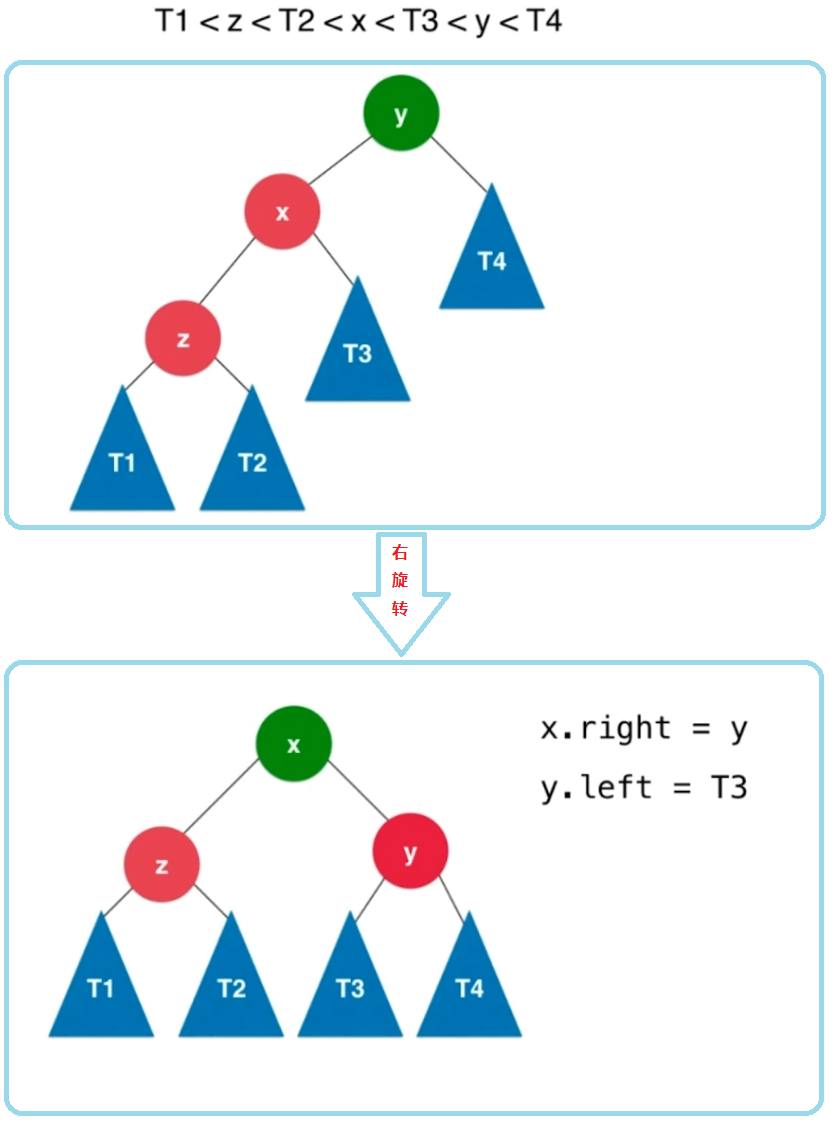 T1 < z < T2 < x < T3 < y < T4
y
x
T4
z
T3
T1
T2
右
旋
转
x.right = y
x
y.left = T3
y
z
T1
T2
T3
T4